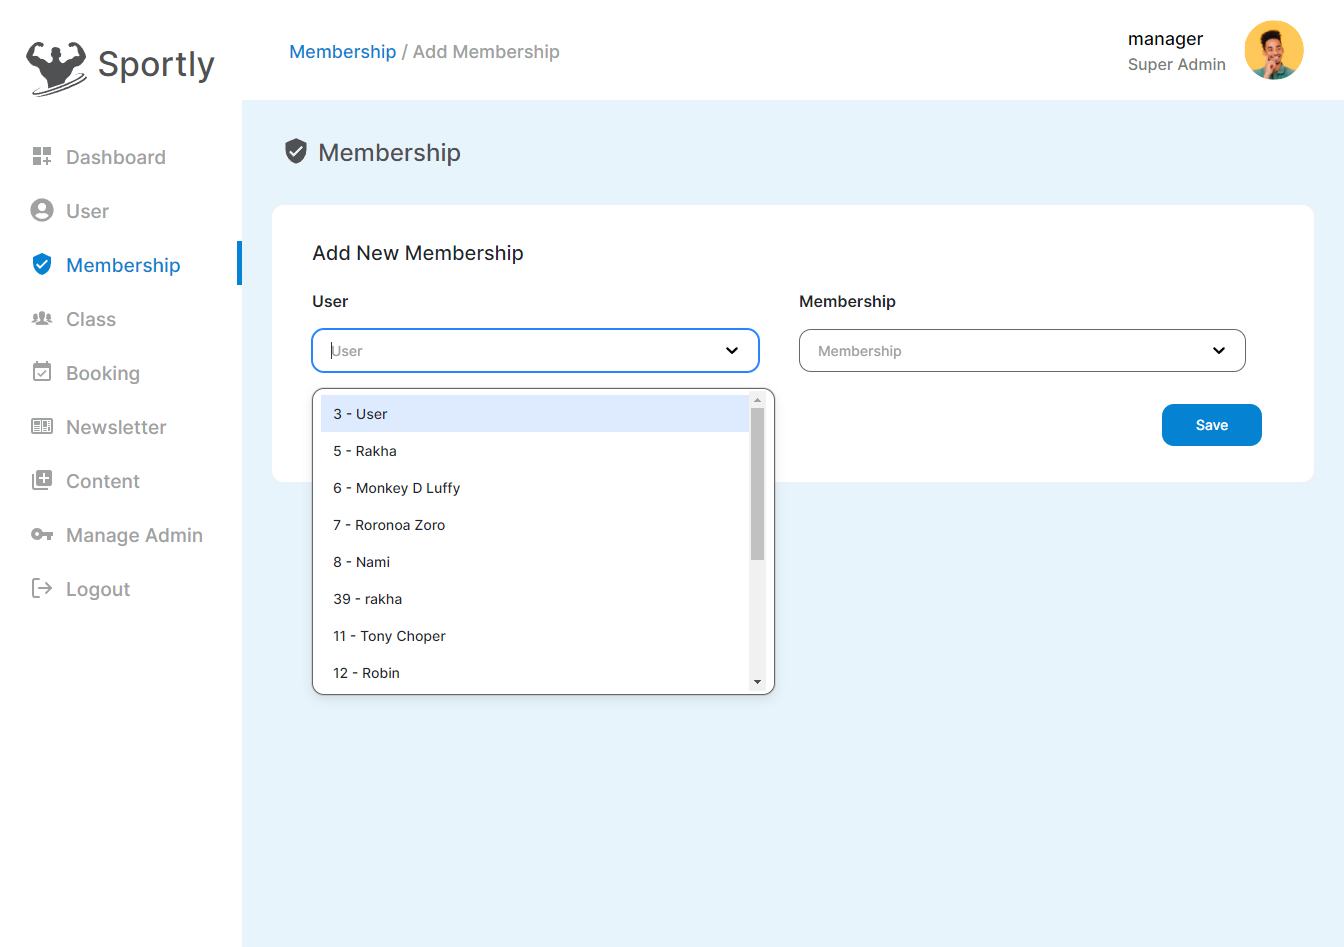 Sportly
Membership / Add Membership
manager
Super Admin
Dashboard
User
Membership
Class
Booking
Newsletter
Content
Manage Admin
Logout
Membership
Add New Membership
User
Membership
User
Membership
3 - User
5 - Rakha
6 - Monkey D Luffy
7 - Roronoa Zoro
8 - Nami
39 - rakha
11 - Tony Choper
12 - Robin
Save